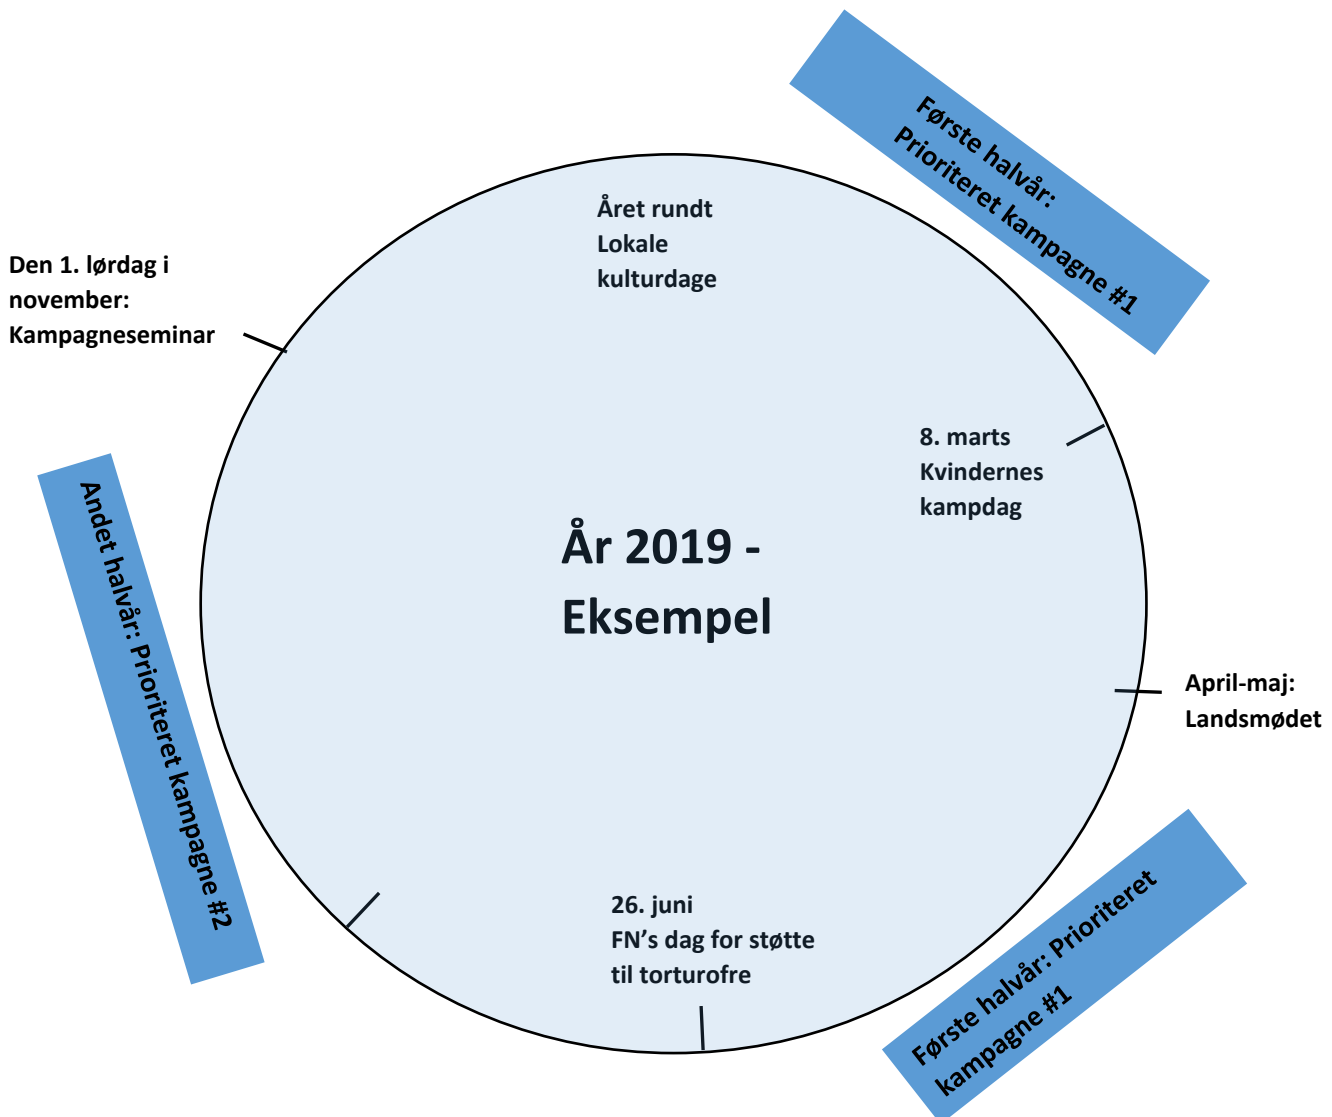 Første halvår:
Prioriteret kampagne #1
Året rundt
Lokale
kulturdage
Den 1. lørdag i
november:
Kampagneseminar
8. marts
Kvindernes
kampdag
År 2019 -
Eksempel
Andet halvår: Prioriteret kampagne #2
April-maj:
Landsmødet
26. juni
FN’s dag for støtte
til torturofre
Første halvår: Prioriteret
kampagne #1